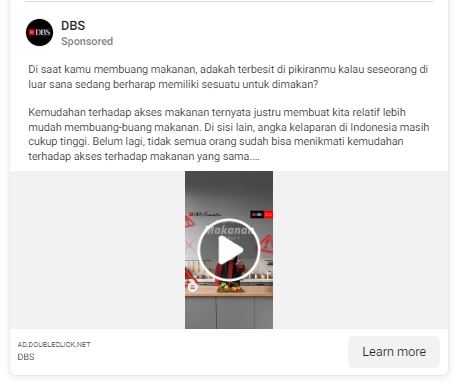 DBS
Sponsored
Di saat kamu membuang makanan, adakah terbesit di pikiranmu kalau seseorang di
luar sana sedang berharap memiliki sesuatu untuk dimakan?
Kemudahan terhadap akses makanan ternyata justru membuat kita relatif lebih
mudah membuang-buang makanan. Di sisi lain, angka kelaparan di Indonesia masih
cukup tinggi. Belum lagi, tidak semua orang sudah bisa menikmati kemudahan
terhadap akses terhadap makanan yang sama....
DBS Foundation
DBS
Makanan
AD.DOUBLECLICK.NET
DBS
Learn more